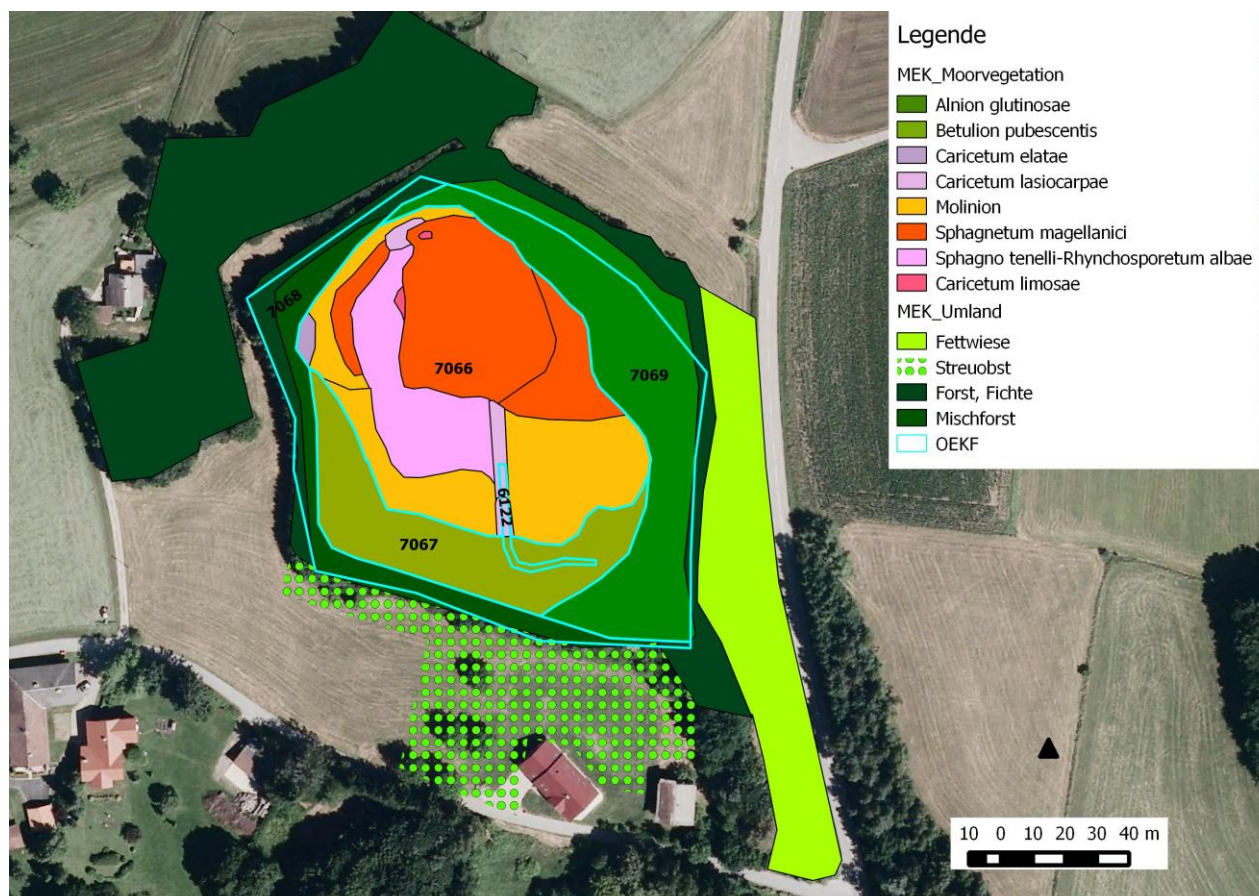 Legende
MEK_Moorvegetation
Alnion glutinosae
Betulion pubescentis
Caricetum elatae
Caricetum lasiocarpae
Molinion
Sphagnetum magellanici
Sphagno tenelli-Rhynchosporetum albae
Caricetum limosae
MEK_Umland
Fettwiese
Streuobst
Forst, Fichte
Mischforst
OEKF
7068
7066
7069
6122
7067
10 0 10 20 30 40 m